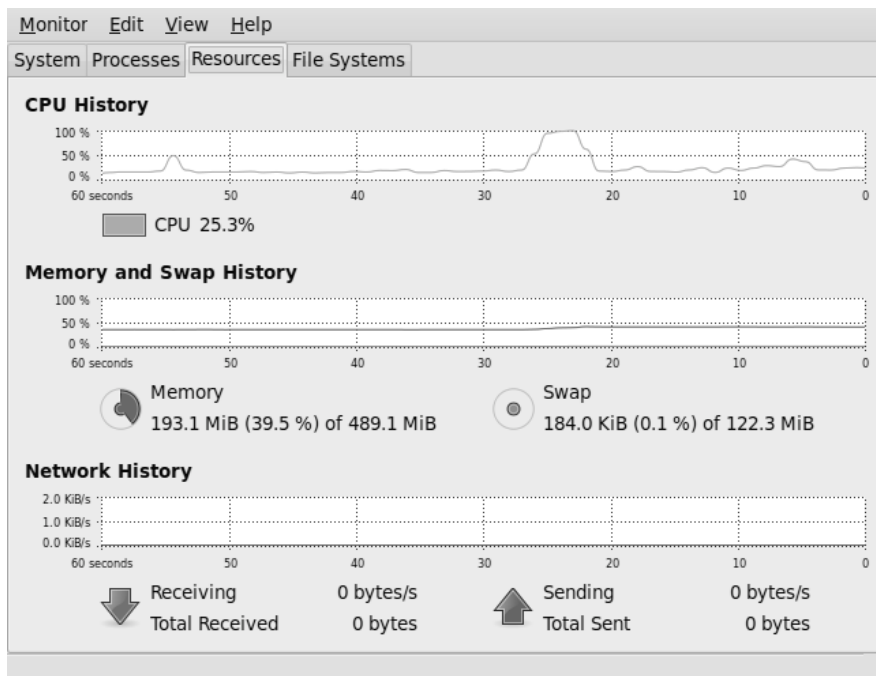 Monitor Edit View Help
System Processes Resources File Systems
CPU History
100 %
50 %
0 %
60 seconds 50 40 30 20 10 0
CPU 25.3%
Memory and Swap History
100 %
50 %
0 %
60 seconds 50 40 30 20 10 0
Memory Swap
193.1 MiB (39.5 %) of 489.1 MiB 184.0 KiB (0.1 %) of 122.3 MiB
Network History
2.0 KiB/s
1.0 KiB/s
0.0 KiB/s
60 seconds 50 40 30 20 10 0
Receiving 0 bytes/s Sending 0 bytes/s
Total Received 0 bytes Total Sent 0 bytes